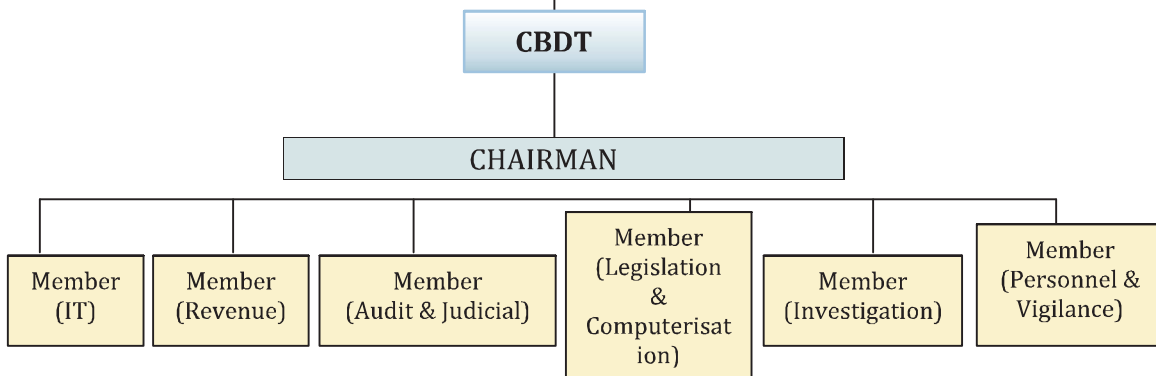 CBDT
CHAIRMAN
Member
(IT)
Member
(Revenue)
Member
(Audit & Judicial)
Member
(Legislation
&
Computerisat
ion)
Member
(Investigation)
Member
(Personnel &
Vigilance)